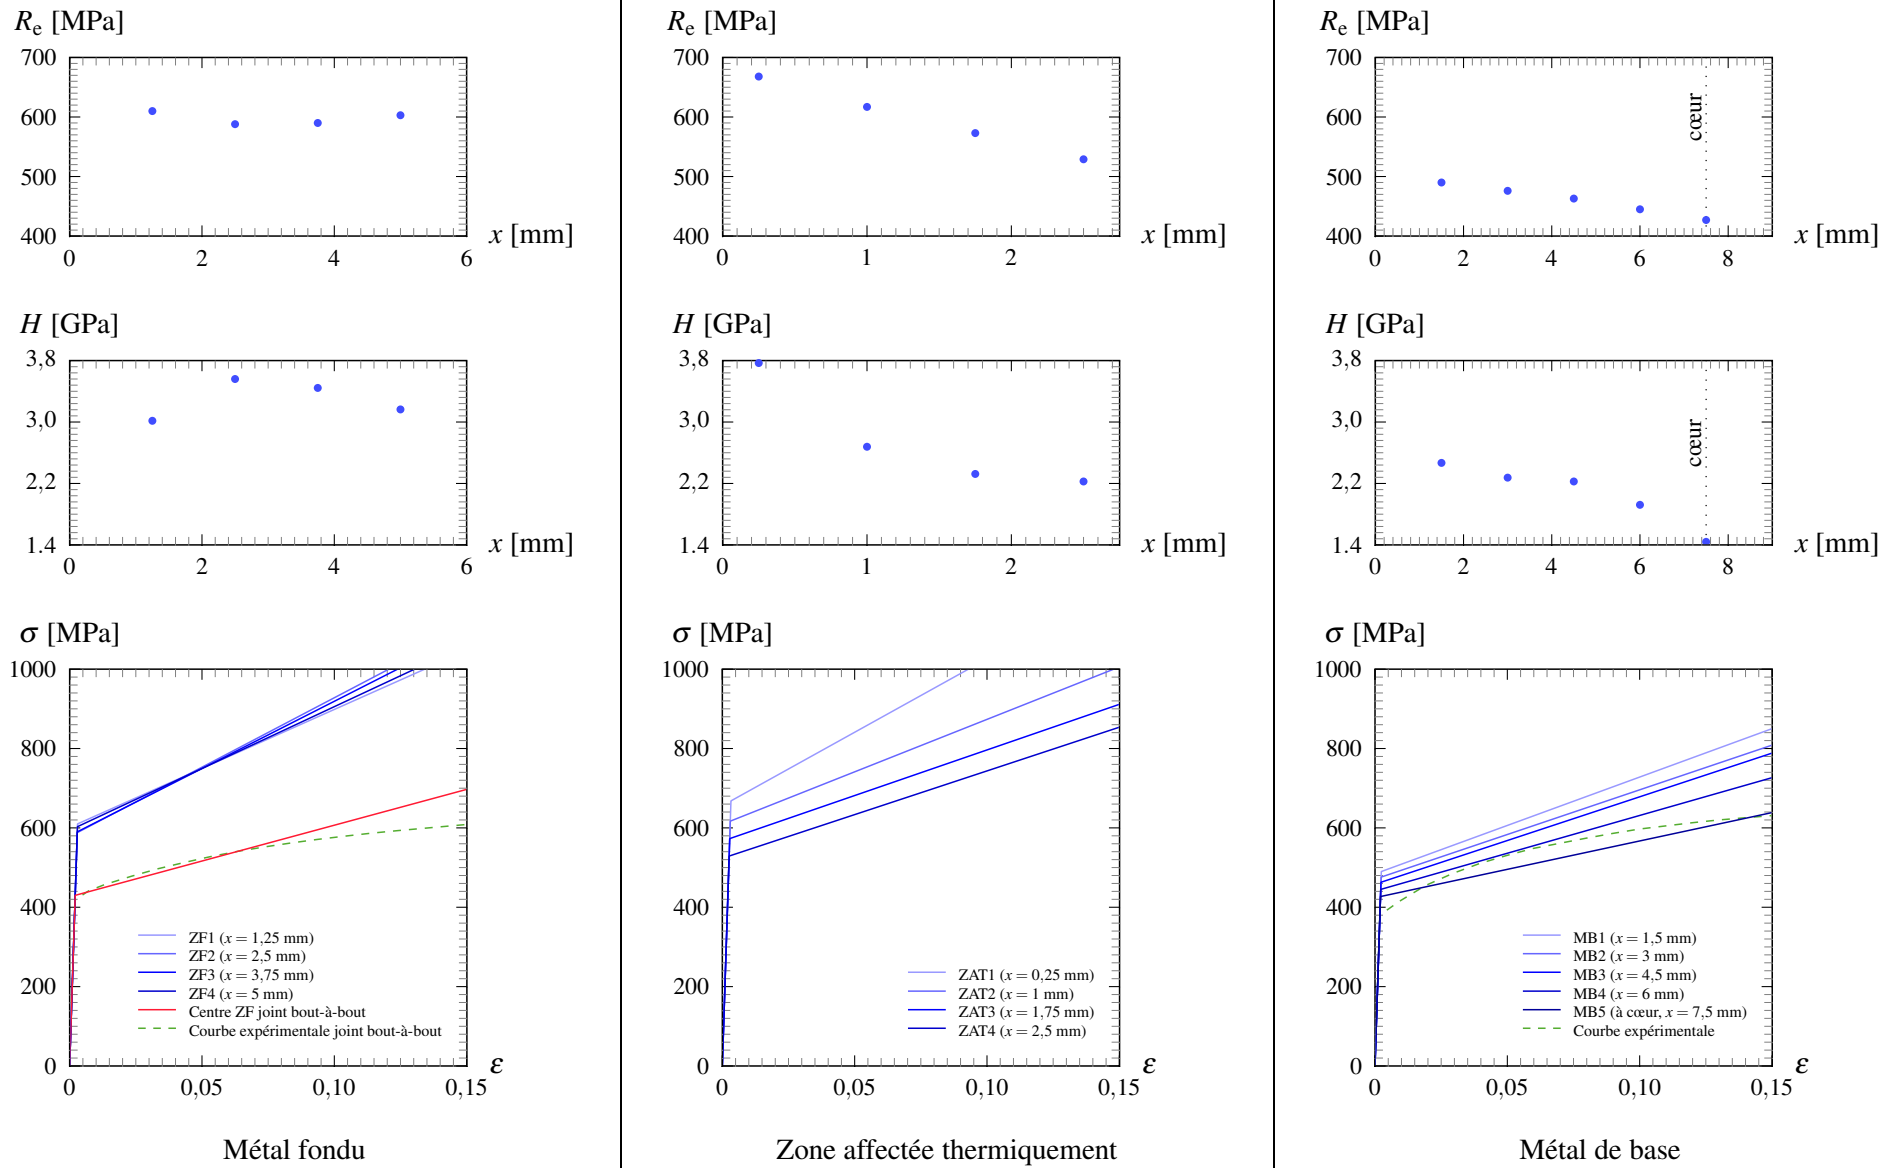 R_e [MPa]
700
600
500
400
0 2 4 6
x [mm]
H [GPa]
3,8
3,0
2,2
1.4
0 2 4 6
x [mm]
σ [MPa]
1000
800
600
400
200
0
ZF1 (x = 1,25 mm)
ZF2 (x = 2,5 mm)
ZF3 (x = 3,75 mm)
ZF4 (x = 5 mm)
Centre ZF joint bout-à-bout
Courbe expérimentale joint bout-à-bout
0 0,05 0,10 0,15
ε
Métal fondu
R_e [MPa]
700
600
500
400
0 1 2
x [mm]
H [GPa]
3,8
3,0
2,2
1.4
0 1 2
x [mm]
σ [MPa]
1000
800
600
400
200
0
ZAT1 (x = 0,25 mm)
ZAT2 (x = 1 mm)
ZAT3 (x = 1,75 mm)
ZAT4 (x = 2,5 mm)
0 0,05 0,10 0,15
ε
Zone affectée thermiquement
R_e [MPa]
700
600
500
400
cœur
0 2 4 6 8
x [mm]
H [GPa]
3,8
3,0
2,2
1.4
cœur
0 2 4 6 8
x [mm]
σ [MPa]
1000
800
600
400
200
0
MB1 (x = 1,5 mm)
MB2 (x = 3 mm)
MB3 (x = 4,5 mm)
MB4 (x = 6 mm)
MB5 (à cœur, x = 7,5 mm)
Courbe expérimentale
0 0,05 0,10 0,15
ε
Métal de base